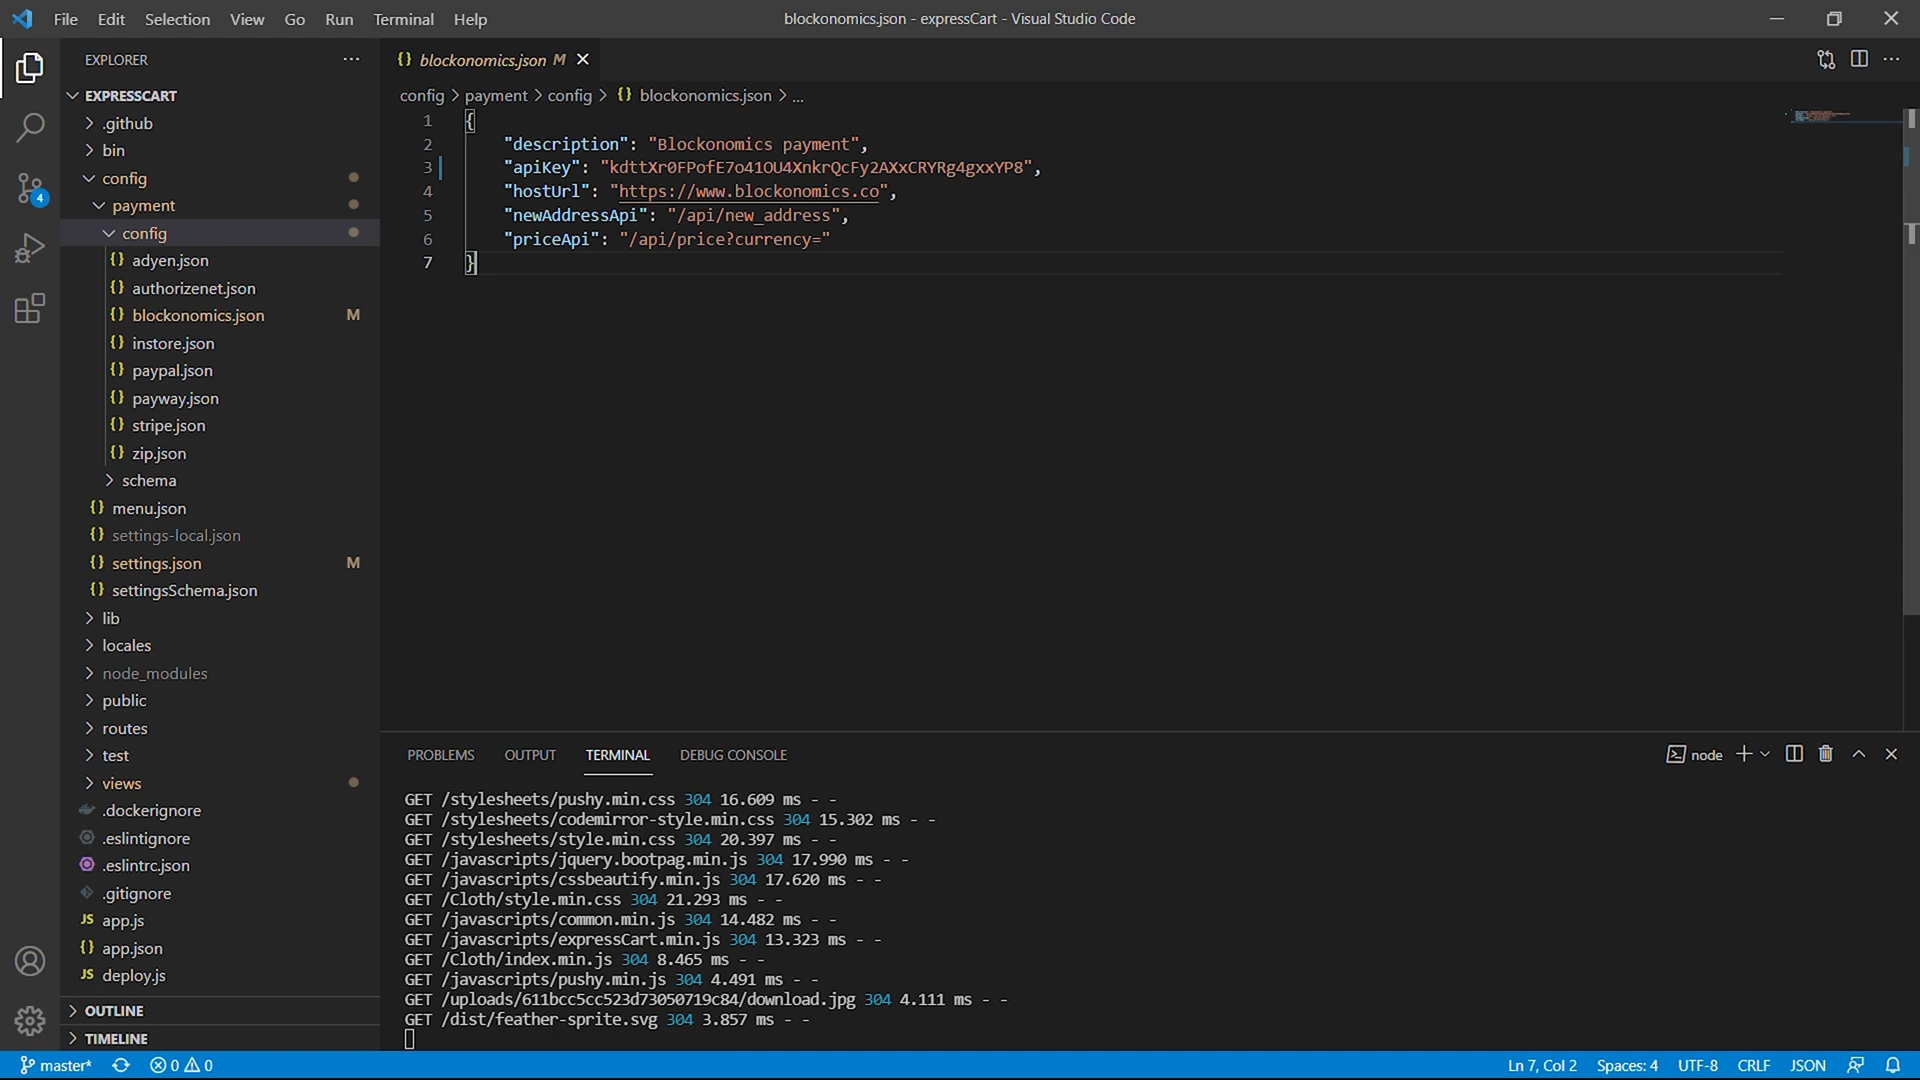 File Edit Selection View Go Run Terminal Help
blockonomics.json - expressCart - Visual Studio Code
EXPLORER
EXPRESSCART
.github
bin
config
payment
config
adyen.json
authorizenet.json
blockonomics.json M
instore.json
paypal.json
payway.json
stripe.json
zip.json
schema
menu.json
settings-local.json
settings.json M
settingsSchema.json
lib
locales
node_modules
public
routes
test
views
.dockerignore
.eslintignore
.eslintrc.json
.gitignore
JS app.js
app.json
JS deploy.js
OUTLINE
TIMELINE
4
blockonomics.json M
config > payment > config > {} blockonomics.json > ...
1 {
2 "description": "Blockonomics payment",
3 "apiKey": "kdttXr0FPofE7o41OU4XnkrQcFy2AXxCRYRg4gxxYP8",
4 "hostUrl": "https://www.blockonomics.co",
5 "newAddressApi": "/api/new_address",
6 "priceApi": "/api/price?currency="
7 }
PROBLEMS OUTPUT TERMINAL DEBUG CONSOLE
node
GET /stylesheets/pushy.min.css 304 16.609 ms - -
GET /stylesheets/codemirror-style.min.css 304 15.302 ms - -
GET /stylesheets/style.min.css 304 20.397 ms - -
GET /javascripts/jquery.bootpag.min.js 304 17.990 ms - -
GET /javascripts/cssbeautify.min.js 304 17.620 ms - -
GET /Cloth/style.min.css 304 21.293 ms - -
GET /javascripts/common.min.js 304 14.482 ms - -
GET /javascripts/expressCart.min.js 304 13.323 ms - -
GET /Cloth/index.min.js 304 8.465 ms - -
GET /javascripts/pushy.min.js 304 4.491 ms - -
GET /uploads/611bcc5cc523d73050719c84/download.jpg 304 4.111 ms - -
GET /dist/feather-sprite.svg 304 3.857 ms - -
master* 0 0
Ln 7, Col 2 Spaces: 4 UTF-8 CRLF JSON